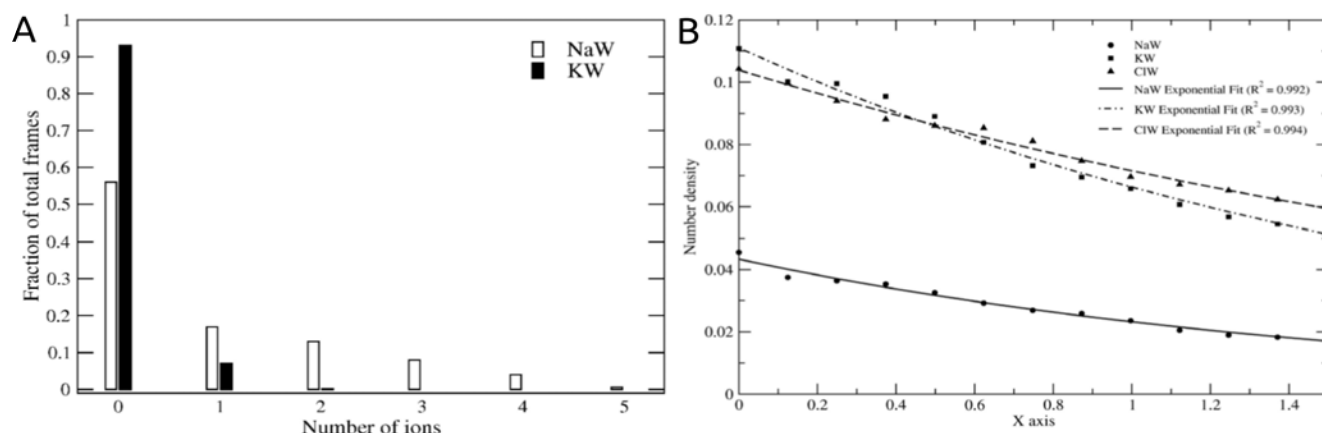 A
Fraction of total frames
1
0.9
0.8
0.7
0.6
0.5
0.4
0.3
0.2
0.1
0
NaW
KW
0 1 2 3 4 5
Number of ions
B
Number density
0.12
0.1
0.08
0.06
0.04
0.02
0
NaW
KW
ClW
NaW Exponential Fit (R² = 0.992)
KW Exponential Fit (R² = 0.993)
ClW Exponential Fit (R² = 0.994)
0 0.2 0.4 0.6 0.8 1 1.2 1.4
X axis